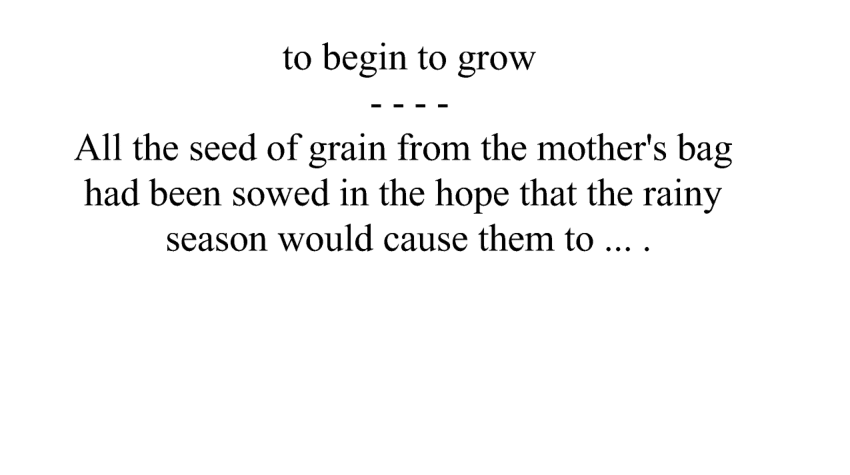 to begin to grow
- - - -
All the seed of grain from the mother's bag
had been sowed in the hope that the rainy
season would cause them to ... .